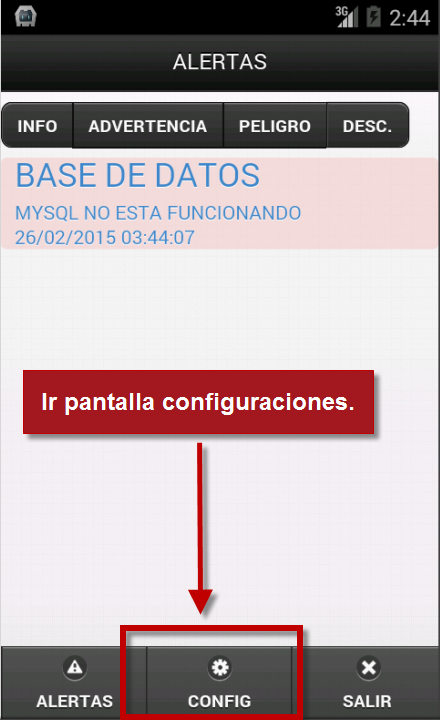 3G 2:44
ALERTAS
INFO ADVERTENCIA PELIGRO DESC.
BASE DE DATOS
MYSQL NO ESTA FUNCIONANDO
26/02/2015 03:44:07
Ir pantalla configuraciones.
ALERTAS CONFIG SALIR